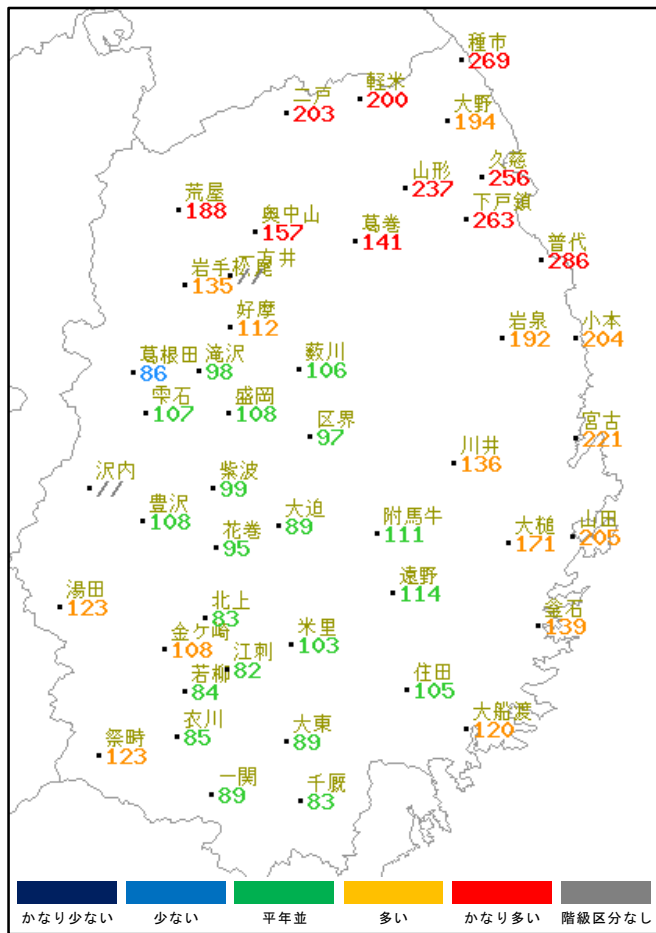 種市
269
軽米
200
二戸
203
大野
194
久慈
256
山形
237
下戸鎖
263
荒屋
188
奥中山
157
葛巻
141
普代
286
一方井
//
岩手松尾
135
好摩
112
岩泉
192
小本
204
葛根田
86
滝沢
98
薮川
106
雫石
107
盛岡
108
区界
97
宮古
221
川井
136
沢内
//
紫波
99
豊沢
108
大迫
89
花巻
95
附馬牛
111
大槌
171
山田
205
湯田
123
遠野
114
北上
83
釜石
139
金ケ崎
108
米里
103
江刺
82
若柳
84
住田
105
衣川
85
大東
89
大船渡
120
祭畤
123
一関
89
千厩
83
かなり少ない 少ない 平年並 多い かなり多い 階級区分なし